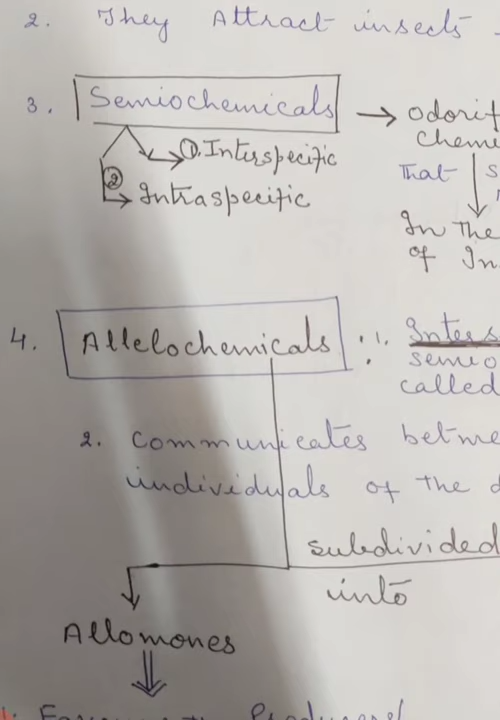 2. They Attract insects
3. Semiochemicals → Odorif
Chemi
① Interspecific
That s
② Intraspecific
In The
of In
4. Allelochemicals : 1. Inters
semio
called
2. Communicates betwe
individuals of the d
subdivided
into
Allomones